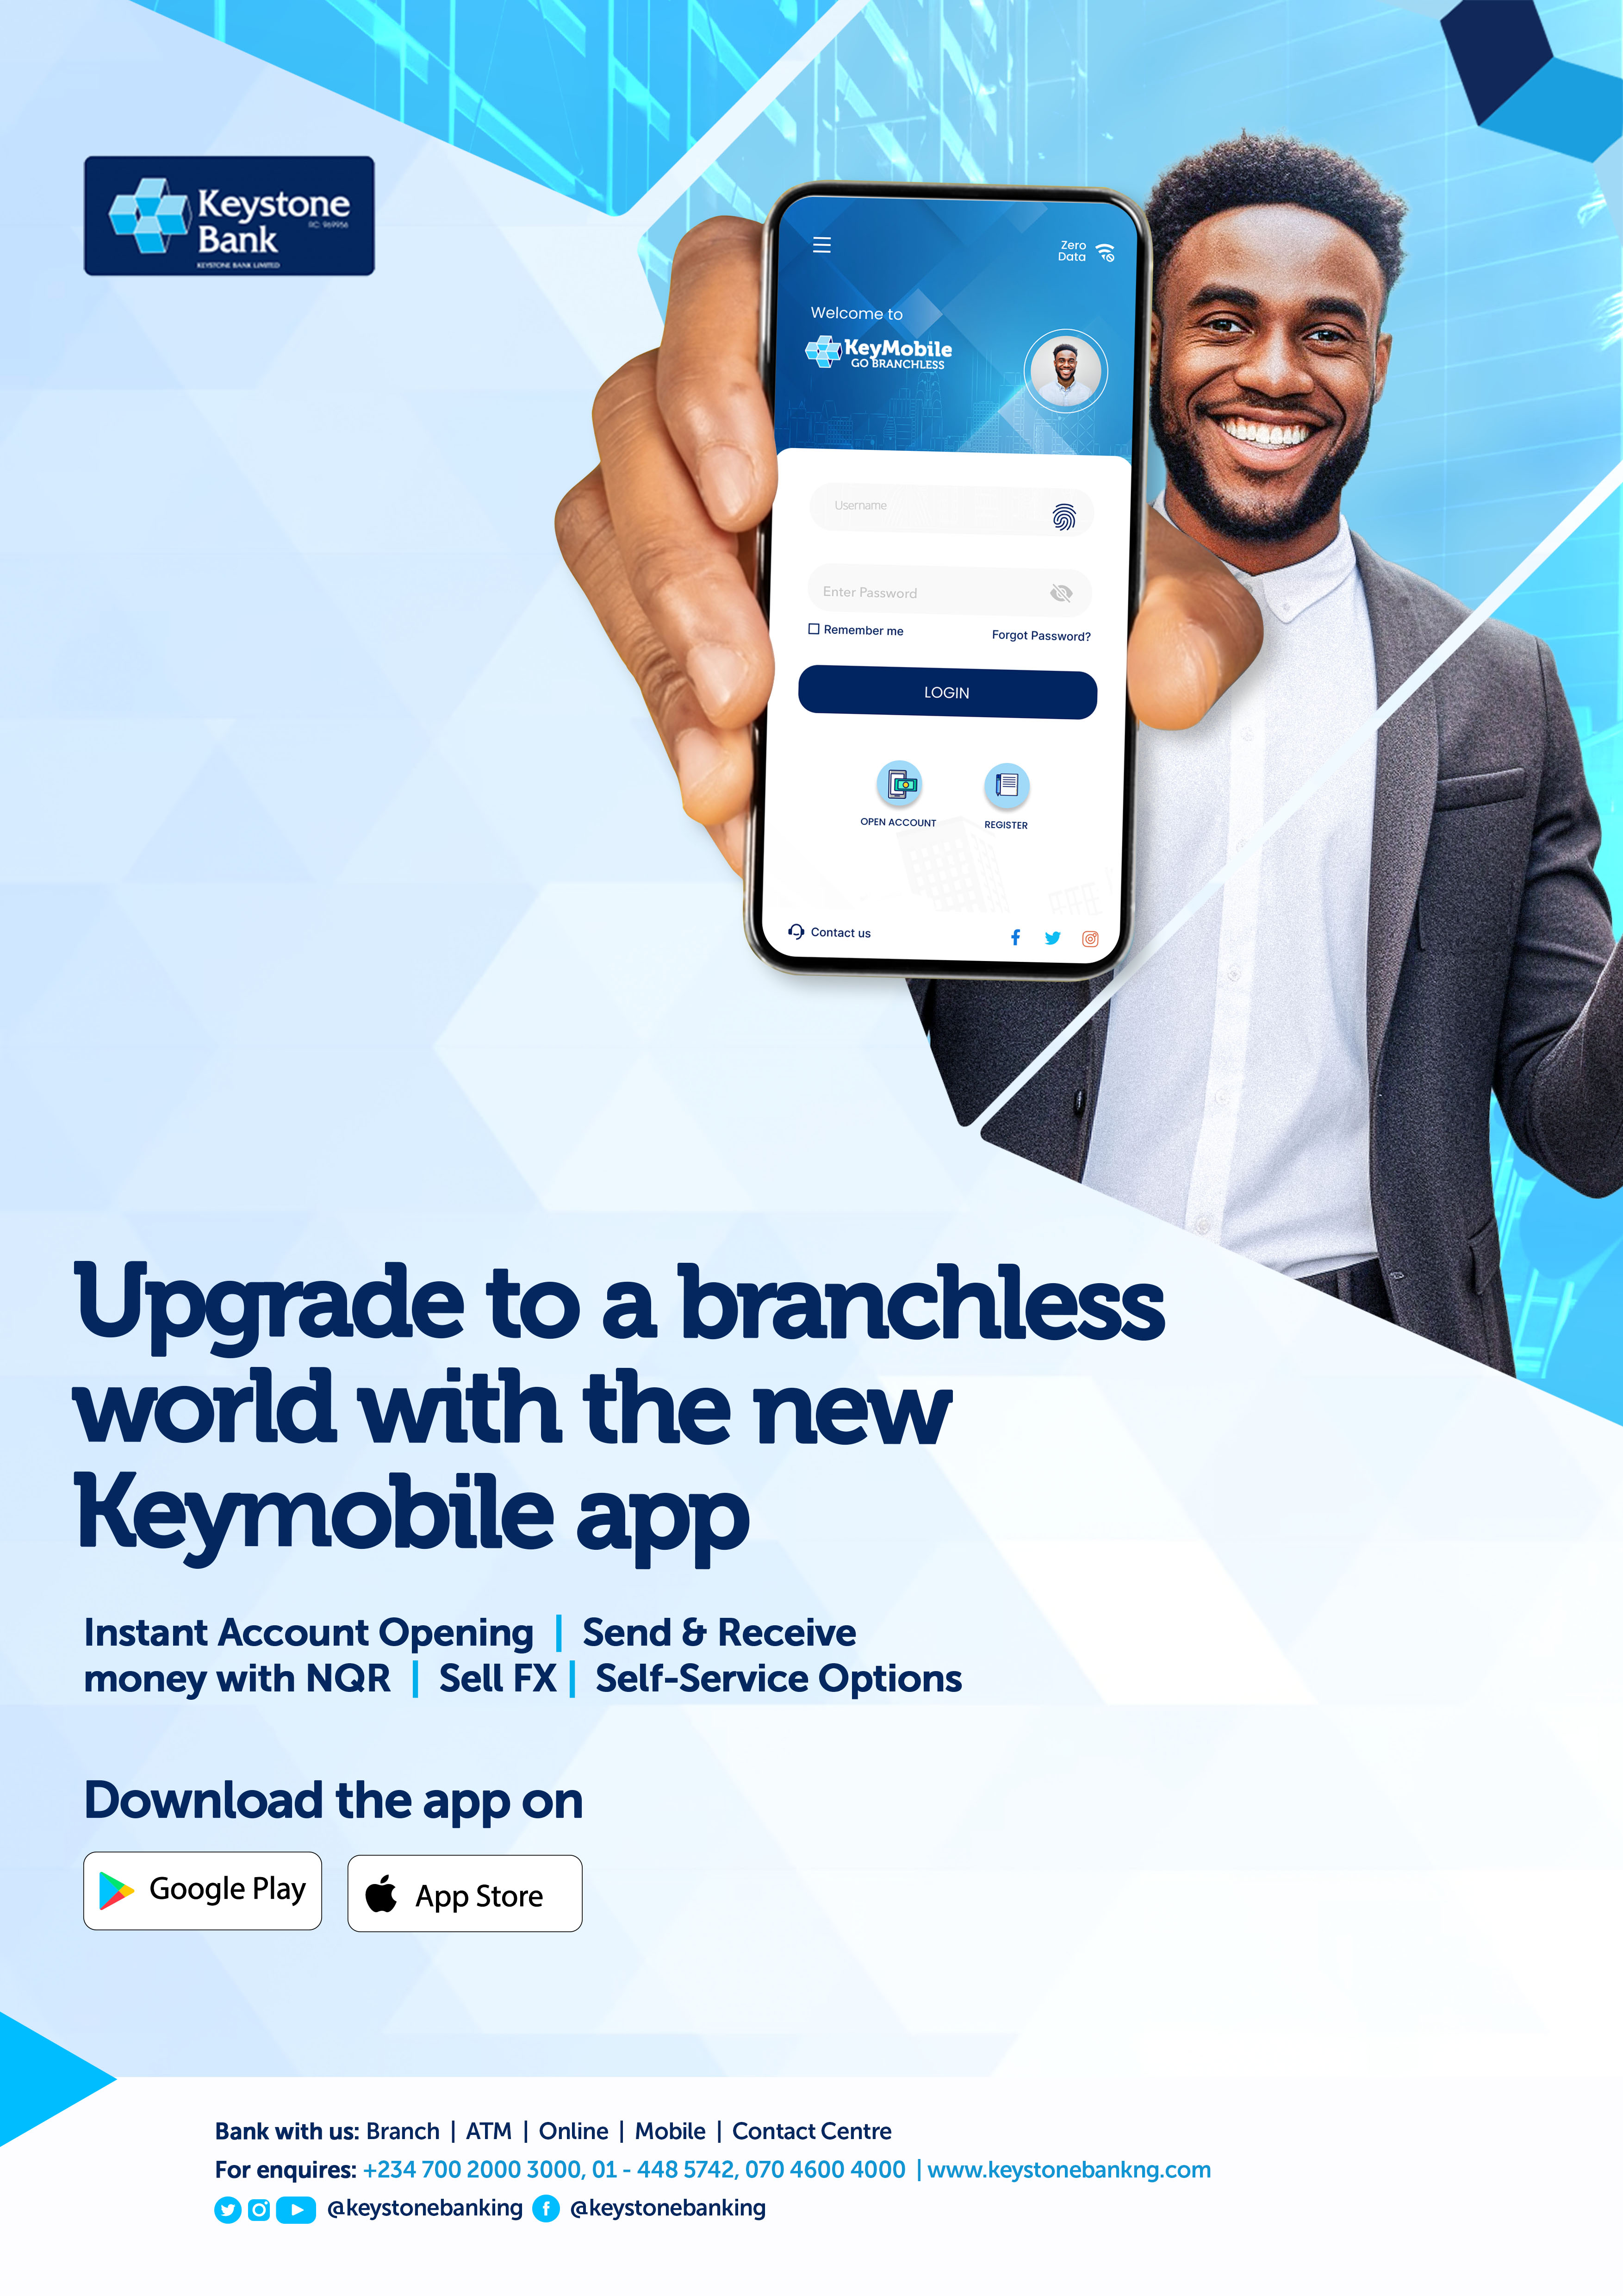 Keystone
Bank
RC: 969956
KEYSTONE BANK LIMITED
Zero
Data
Welcome to
KeyMobile
GO BRANCHLESS
Username
Enter Password
Remember me
Forgot Password?
LOGIN
OPEN ACCOUNT
REGISTER
Contact us
Upgrade to a branchless
world with the new
Keymobile app
Instant Account Opening | Send & Receive
money with NQR | Sell FX | Self-Service Options
Download the app on
Google Play
App Store
Bank with us: Branch | ATM | Online | Mobile | Contact Centre
For enquires: +234 700 2000 3000, 01 - 448 5742, 070 4600 4000 | www.keystonebankng.com
@keystonebanking @keystonebanking